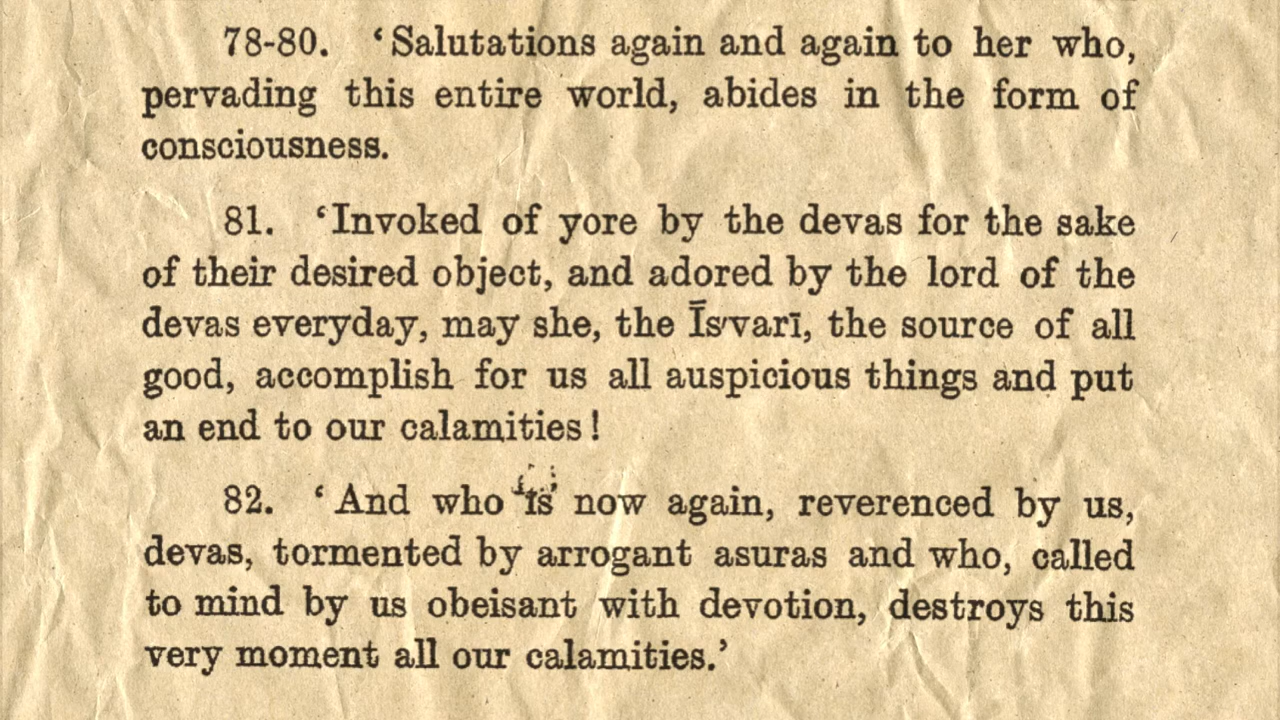 78-80. ‘Salutations again and again to her who,
pervading this entire world, abides in the form of
consciousness.
81. ‘Invoked of yore by the devas for the sake
of their desired object, and adored by the lord of the
devas everyday, may she, the Īs′varī, the source of all
good, accomplish for us all auspicious things and put
an end to our calamities!
82. ‘And who is now again, reverenced by us,
devas, tormented by arrogant asuras and who, called
to mind by us obeisant with devotion, destroys this
very moment all our calamities.’